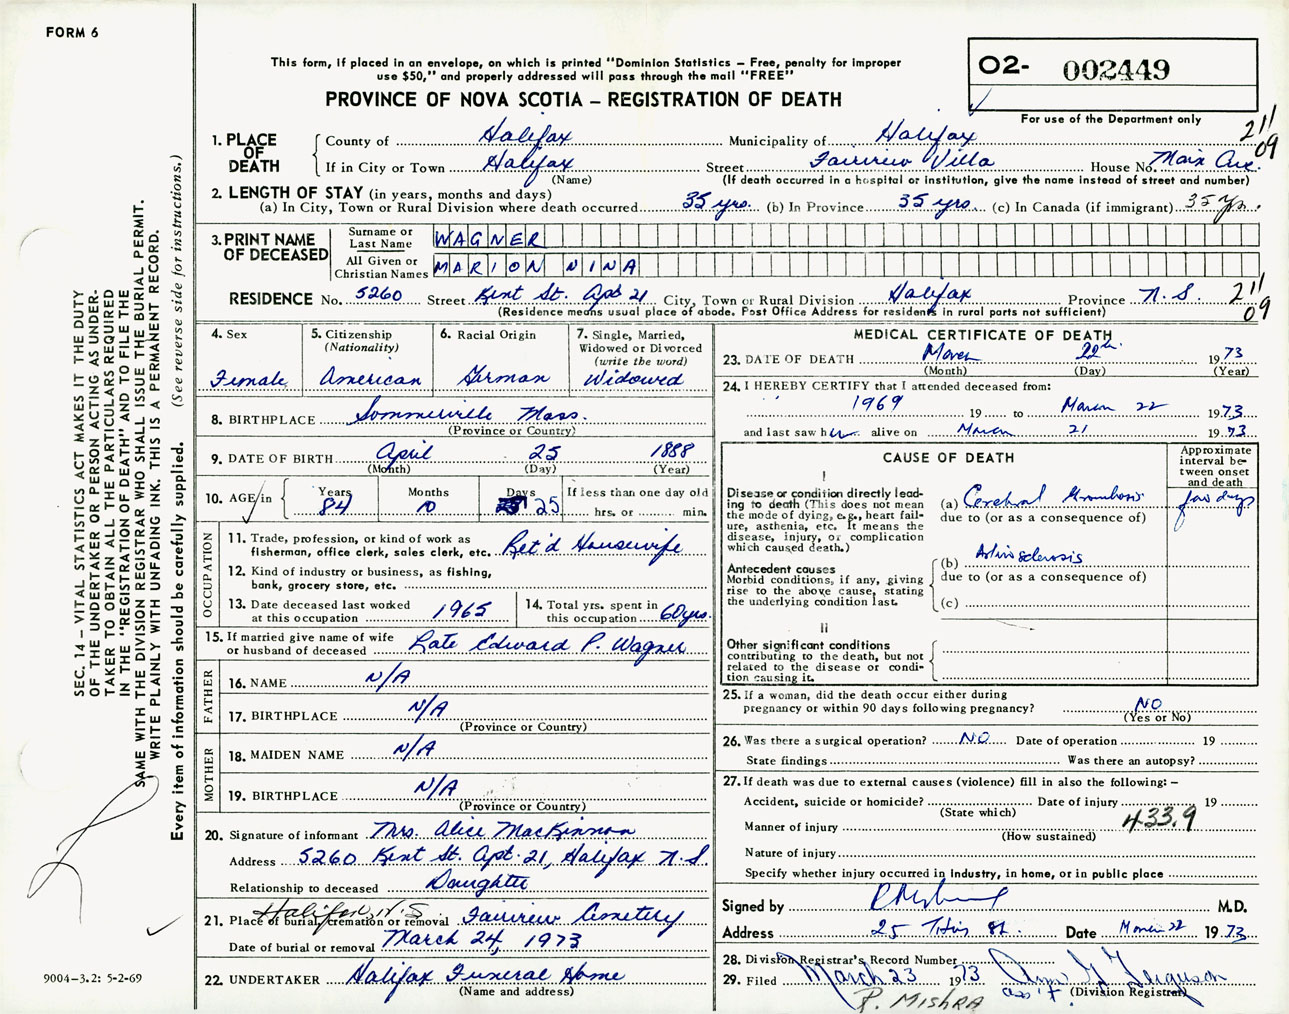 FORM 6
This form, if placed in an envelope, on which is printed "Dominion Statistics – Free, penalty for improper
use $50," and properly addressed will pass through the mail "FREE"
PROVINCE OF NOVA SCOTIA – REGISTRATION OF DEATH
O2- 002449
For use of the Department only
211
09
SEC. 14 – VITAL STATISTICS ACT MAKES IT THE DUTY
OF THE UNDERTAKER OR PERSON ACTING AS UNDER-
TAKER TO OBTAIN ALL THE PARTICULARS REQUIRED
IN THE "REGISTRATION OF DEATH" AND TO FILE THE
SAME WITH THE DIVISION REGISTRAR WHO SHALL ISSUE THE BURIAL PERMIT.
WRITE PLAINLY WITH UNFADING INK. THIS IS A PERMANENT RECORD.
Every item of information should be carefully supplied. (See reverse side for instructions.)
1. PLACE OF DEATH
County of Halifax Municipality of Halifax
If in City or Town Halifax Street Fairview Villa House No. Main Ave.
(Name) (If death occurred in a hospital or institution, give the name instead of street and number)
2. LENGTH OF STAY (in years, months and days)
(a) In City, Town or Rural Division where death occurred 35 yrs. (b) In Province 35 yrs. (c) In Canada (if immigrant) 35 yrs.
3. PRINT NAME OF DECEASED
Surname or Last Name WAGNER
All Given or Christian Names MARION NINA
RESIDENCE No. 5260 Street Kent St. Apt 21 City, Town or Rural Division Halifax Province N.S. 211
09
(Residence means usual place of abode. Post Office Address for residents in rural parts not sufficient)
4. Sex Female
5. Citizenship (Nationality) American
6. Racial Origin German
7. Single, Married, Widowed or Divorced (write the word) Widowed
8. BIRTHPLACE Sommerville Mass.
(Province or Country)
9. DATE OF BIRTH April 25 1888
(Month) (Day) (Year)
10. AGE in Years 84 Months 10 Days 25 If less than one day old
hrs. or min.
OCCUPATION
11. Trade, profession, or kind of work as
fisherman, office clerk, sales clerk, etc. Ret'd Housewife
12. Kind of industry or business, as fishing,
bank, grocery store, etc.
13. Date deceased last worked
at this occupation 1965
14. Total yrs. spent in
this occupation 60 yrs.
15. If married give name of wife
or husband of deceased Late Edward P. Wagner
FATHER
16. NAME N/A
17. BIRTHPLACE N/A
(Province or Country)
MOTHER
18. MAIDEN NAME N/A
19. BIRTHPLACE N/A
(Province or Country)
20. Signature of informant Mrs. Alice MacKinnon
Address 5260 Kent St. Apt. 21, Halifax N.S.
Relationship to deceased Daughter
Halifax, N.S
21. Place of burial, cremation or removal Fairview Cemetery
Date of burial or removal March 24, 1973
22. UNDERTAKER Halifax Funeral Home
(Name and address)
9004-3.2: 5-2-69
MEDICAL CERTIFICATE OF DEATH
23. DATE OF DEATH March 22nd. 1973
(Month) (Day) (Year)
24. I HEREBY CERTIFY that I attended deceased from:
1969 19 to March 22 1973
and last saw her alive on March 21 1973
CAUSE OF DEATH
Approximate interval be-
tween onset
and death
I
Disease or condition directly lead-
ing to death (This does not
mean the mode of dying, e.g., heart fail-
ure, asthenia, etc. It means the
disease, injury, or complication
which caused death.)
(a) Cerebral thrombosis few days
due to (or as a consequence of)
Antecedent causes
Morbid conditions, if any, giving
rise to the above cause, stating
the underlying condition last.
(b) Arteriosclerosis
due to (or as a consequence of)
(c)
II
Other significant conditions
contributing to the death, but not
related to the disease or condi-
tion causing it.
25. If a woman, did the death occur either during
pregnancy or within 90 days following pregnancy? NO
(Yes or No)
26. Was there a surgical operation? NO Date of operation 19
State findings Was there an autopsy?
27. If death was due to external causes (violence) fill in also the following:–
Accident, suicide or homicide? Date of injury 19
(State which)
Manner of injury 433.9
(How sustained)
Nature of injury
Specify whether injury occurred in Industry, in home, or in public place
Signed by M.D.
Address 25 St. Date March 22 1973
28. Division Registrar's Record Number
29. Filed March 23 1973 Ferguson
(Division Registrar)
P. MISHRA ass't.